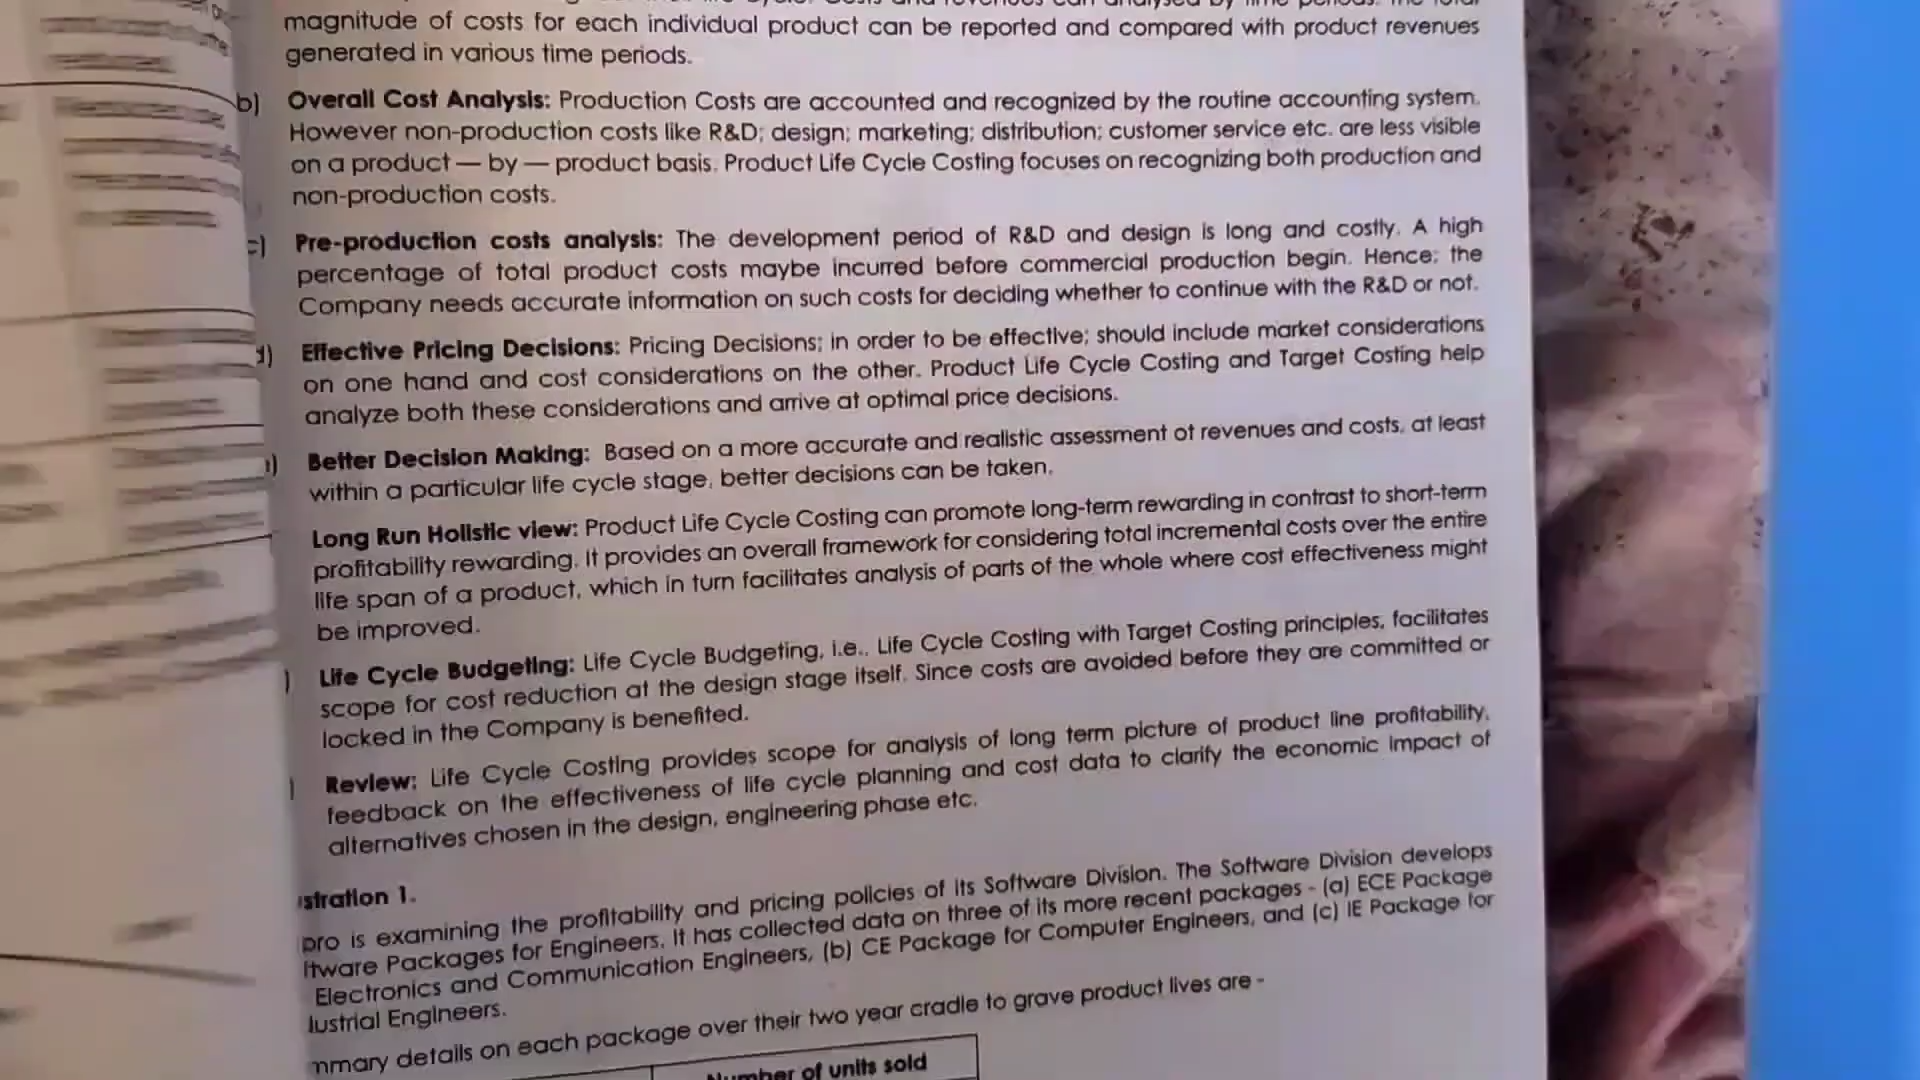 magnitude of costs for each individual product can be reported and compared with product revenues
generated in various time periods.
b) Overall Cost Analysis: Production Costs are accounted and recognized by the routine accounting system.
However non-production costs like R&D; design; marketing; distribution; customer service etc. are less visible
on a product — by — product basis. Product Life Cycle Costing focuses on recognizing both production and
non-production costs.
c) Pre-production costs analysis: The development period of R&D and design is long and costly. A high
percentage of total product costs maybe incurred before commercial production begin. Hence; the
Company needs accurate information on such costs for deciding whether to continue with the R&D or not.
d) Effective Pricing Decisions: Pricing Decisions; in order to be effective; should include market considerations
on one hand and cost considerations on the other. Product Life Cycle Costing and Target Costing help
analyze both these considerations and arrive at optimal price decisions.
) Better Decision Making: Based on a more accurate and realistic assessment of revenues and costs, at least
within a particular life cycle stage, better decisions can be taken.
Long Run Holistic view: Product Life Cycle Costing can promote long-term rewarding in contrast to short-term
profitability rewarding. It provides an overall framework for considering total incremental costs over the entire
life span of a product, which in turn facilitates analysis of parts of the whole where cost effectiveness might
be improved.
) Life Cycle Budgeting: Life Cycle Budgeting, i.e., Life Cycle Costing with Target Costing principles, facilitates
scope for cost reduction at the design stage itself. Since costs are avoided before they are committed or
locked in the Company is benefited.
) Review: Life Cycle Costing provides scope for analysis of long term picture of product line profitability,
feedback on the effectiveness of life cycle planning and cost data to clarify the economic impact of
alternatives chosen in the design, engineering phase etc.
stration 1.
pro is examining the profitability and pricing policies of its Software Division. The Software Division develops
ftware Packages for Engineers. It has collected data on three of its more recent packages - (a) ECE Package
Electronics and Communication Engineers, (b) CE Package for Computer Engineers, and (c) IE Package for
dustrial Engineers.
mmary details on each package over their two year cradle to grave product lives are -
Number of units sold